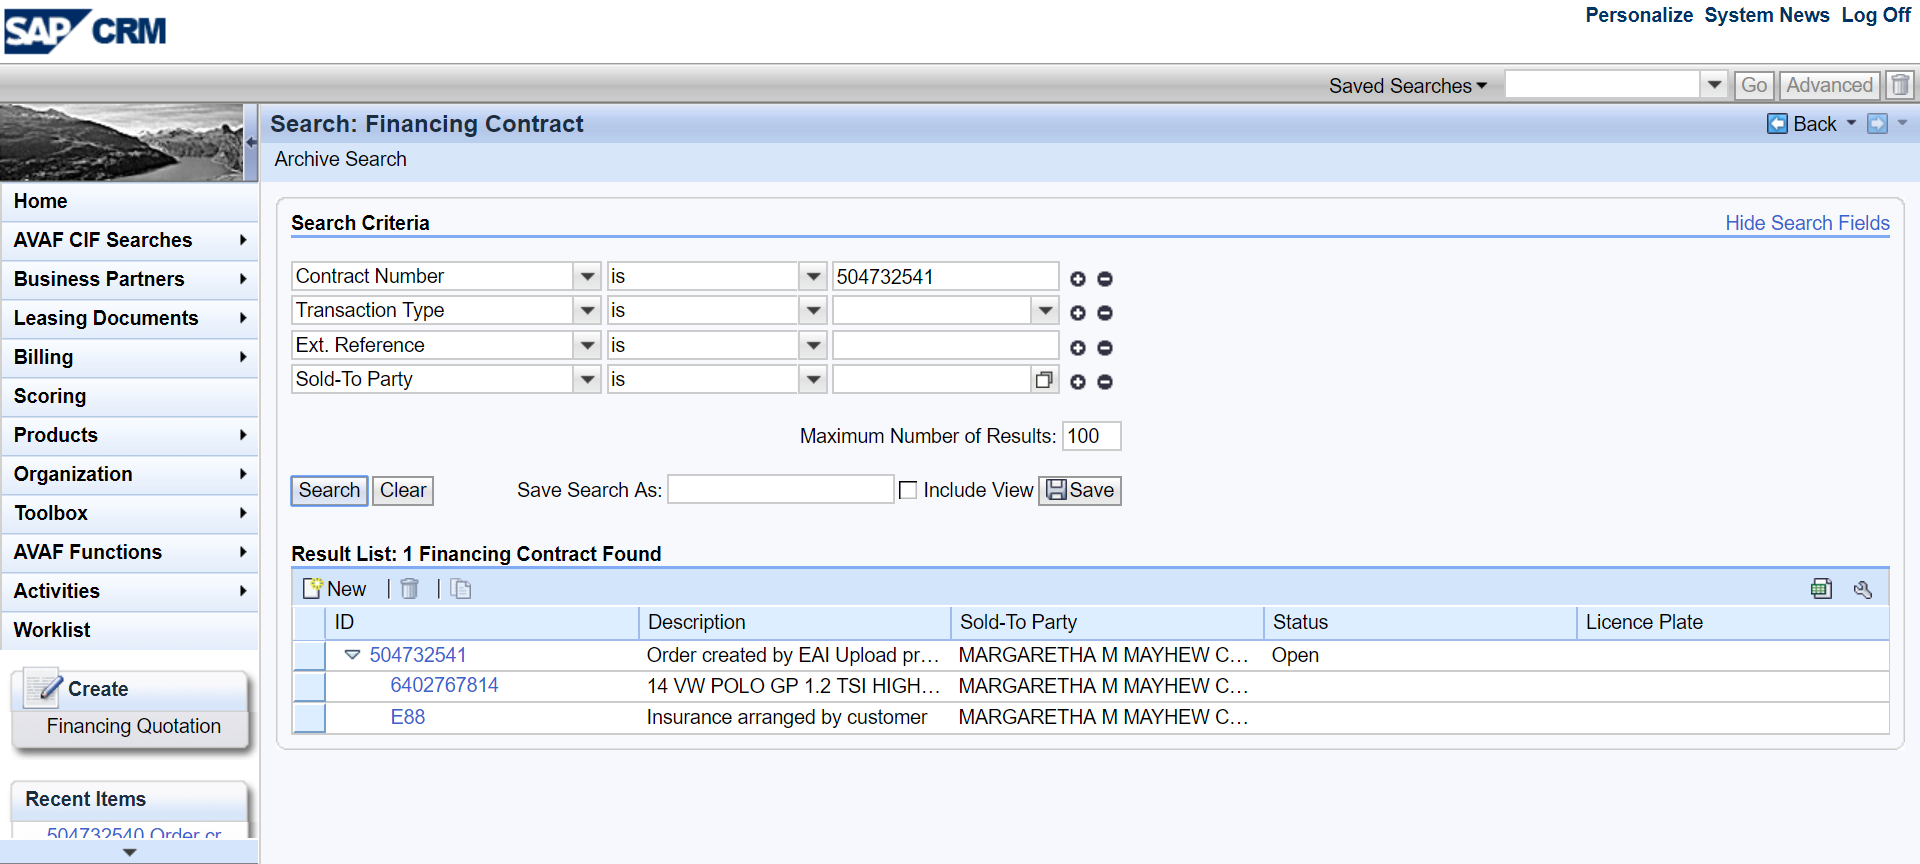 SAP CRM
Personalize System News Log Off
Saved Searches Go Advanced
Search: Financing Contract
Back
Archive Search
Home
AVAF CIF Searches
Business Partners
Leasing Documents
Billing
Scoring
Products
Organization
Toolbox
AVAF Functions
Activities
Worklist
Create
Financing Quotation
Recent Items
504732540 Order cr
Search Criteria
Hide Search Fields
Contract Number is 504732541
Transaction Type is
Ext. Reference is
Sold-To Party is
Maximum Number of Results: 100
Search Clear Save Search As: Include View Save
Result List: 1 Financing Contract Found
New
ID Description Sold-To Party Status Licence Plate
504732541 Order created by EAI Upload pr... MARGARETHA M MAYHEW C... Open
6402767814 14 VW POLO GP 1.2 TSI HIGH... MARGARETHA M MAYHEW C...
E88 Insurance arranged by customer MARGARETHA M MAYHEW C...